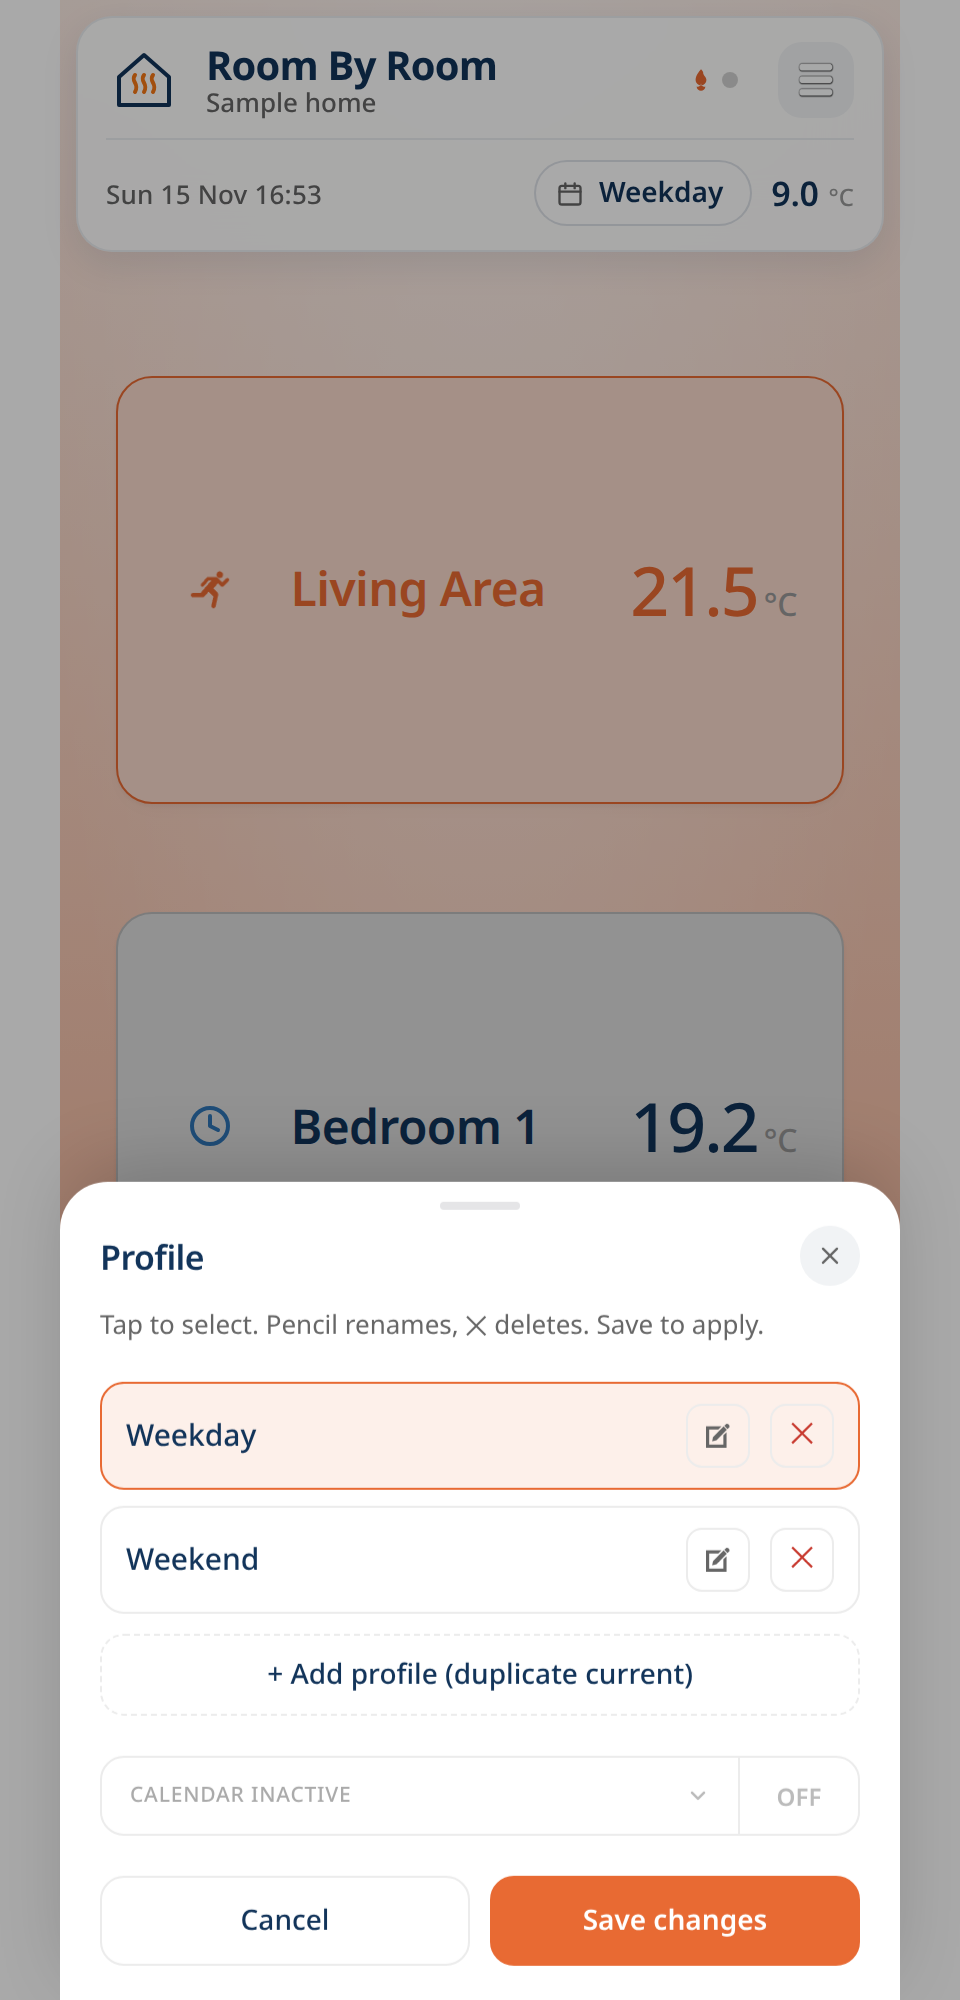 Room By Room
Sample home
Sun 15 Nov 16:53
Weekday
9.0 °C
Living Area
21.5 °C
Bedroom 1
19.2 °C
Profile
Tap to select. Pencil renames, ✕ deletes. Save to apply.
Weekday
Weekend
+ Add profile (duplicate current)
CALENDAR INACTIVE
OFF
Cancel
Save changes